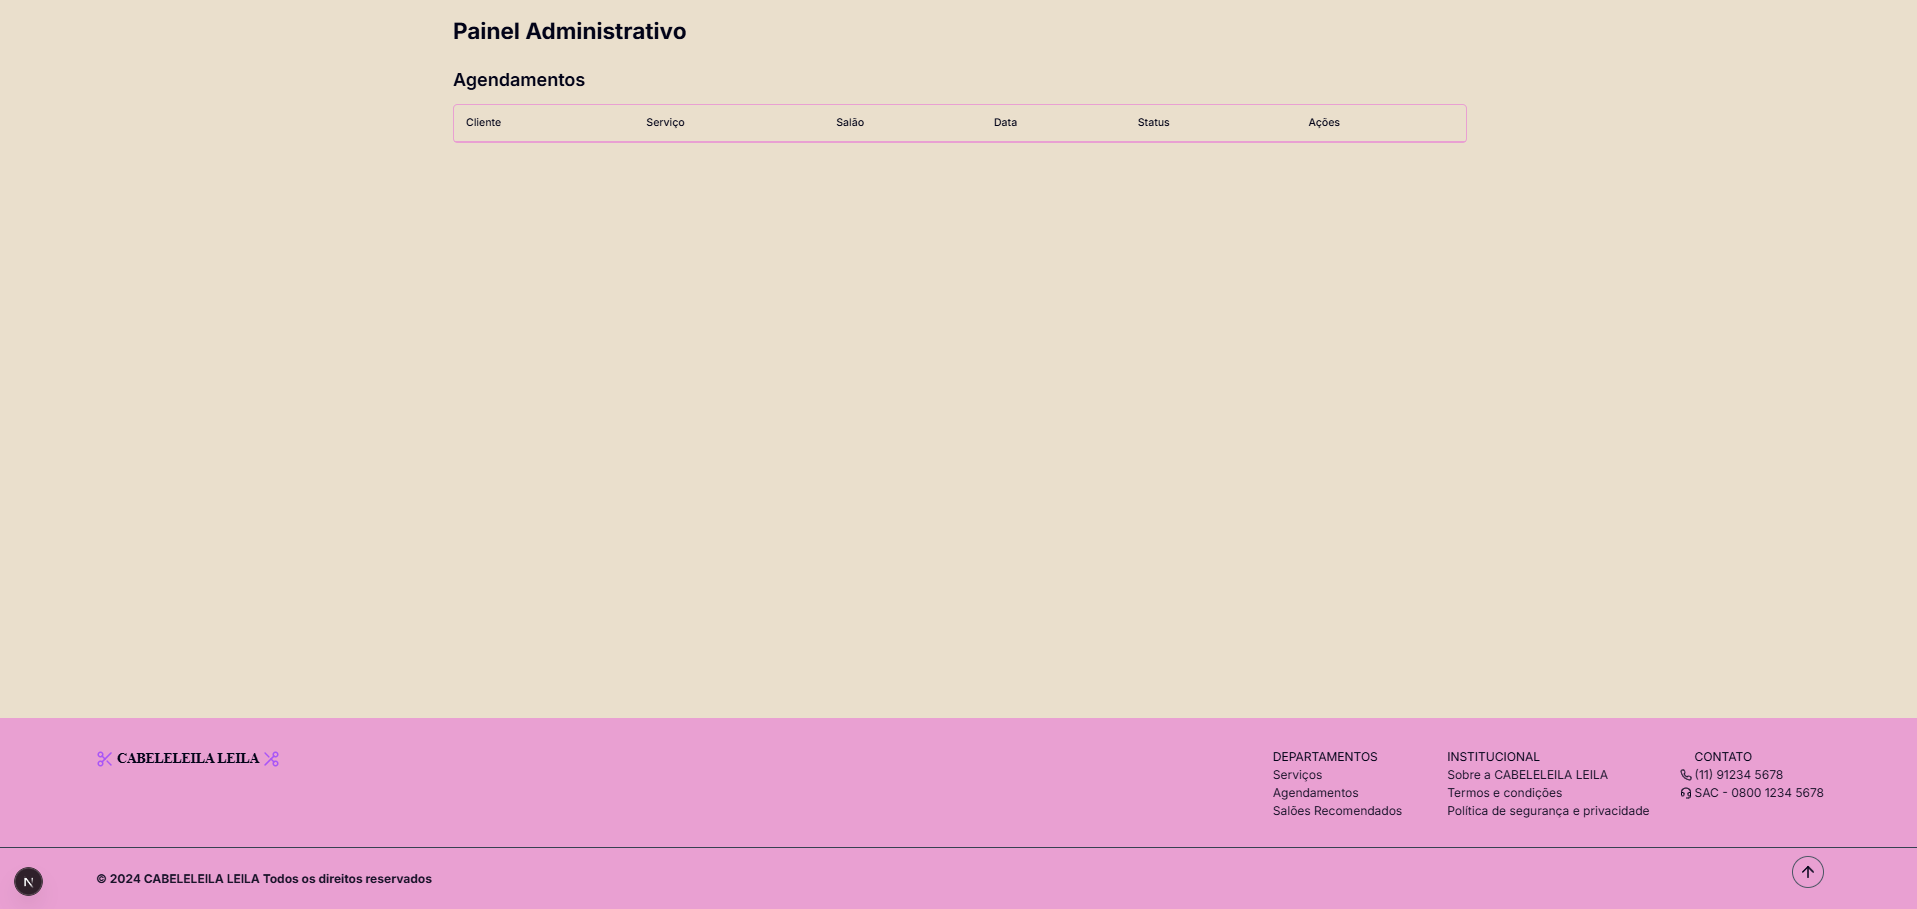 Painel Administrativo
Agendamentos
Cliente Serviço Salão Data Status Ações
CABELELEILA LEILA
DEPARTAMENTOS
Serviços
Agendamentos
Salões Recomendados
INSTITUCIONAL
Sobre a CABELELEILA LEILA
Termos e condições
Política de segurança e privacidade
CONTATO
(11) 91234 5678
SAC - 0800 1234 5678
N
© 2024 CABELELEILA LEILA Todos os direitos reservados